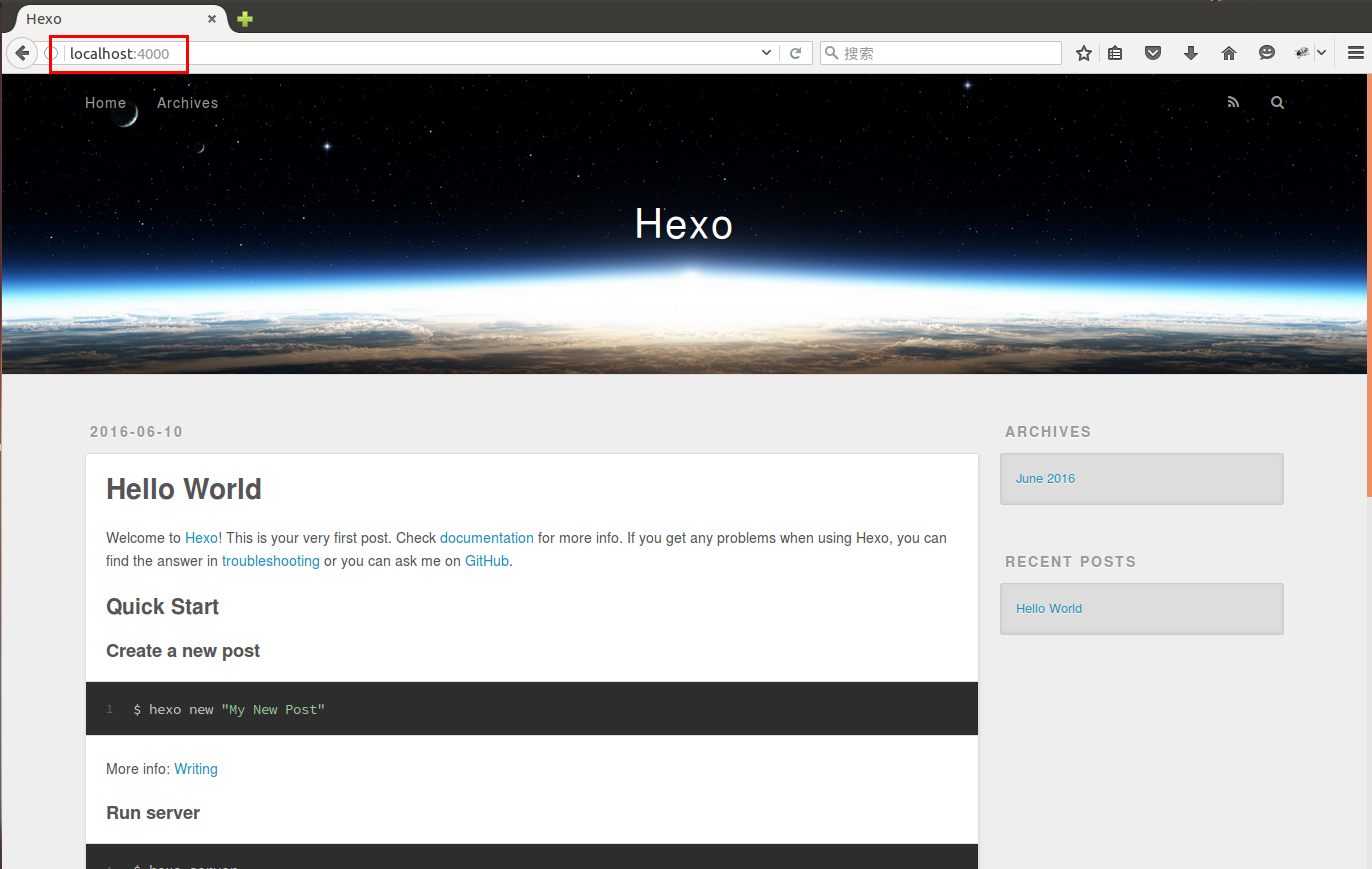 Hexo
localhost:4000
搜索
Home Archives
Hexo
2016-06-10
Hello World
Welcome to Hexo! This is your very first post. Check documentation for more info. If you get any problems when using Hexo, you can
find the answer in troubleshooting or you can ask me on GitHub.
Quick Start
Create a new post
1 $ hexo new "My New Post"
More info: Writing
Run server
1 $ hexo server
ARCHIVES
June 2016
RECENT POSTS
Hello World